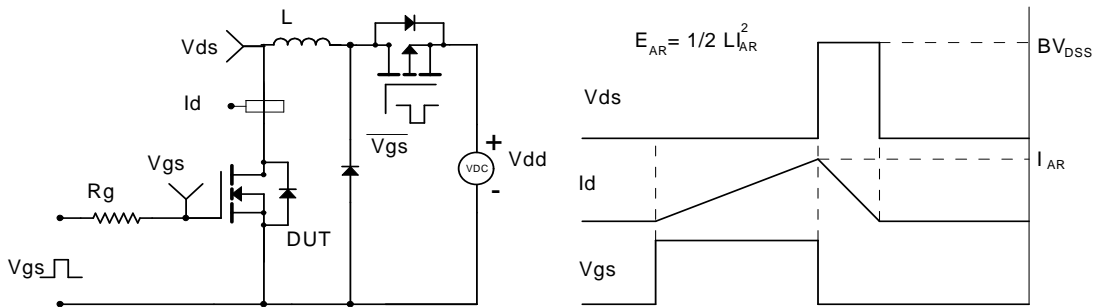 L
Vds
Id
Vgs
Vgs
Rg
DUT
Vgs
VDC
+
-
Vdd
E_AR = 1/2 LI²_AR
BV_DSS
Vds
I_AR
Id
Vgs